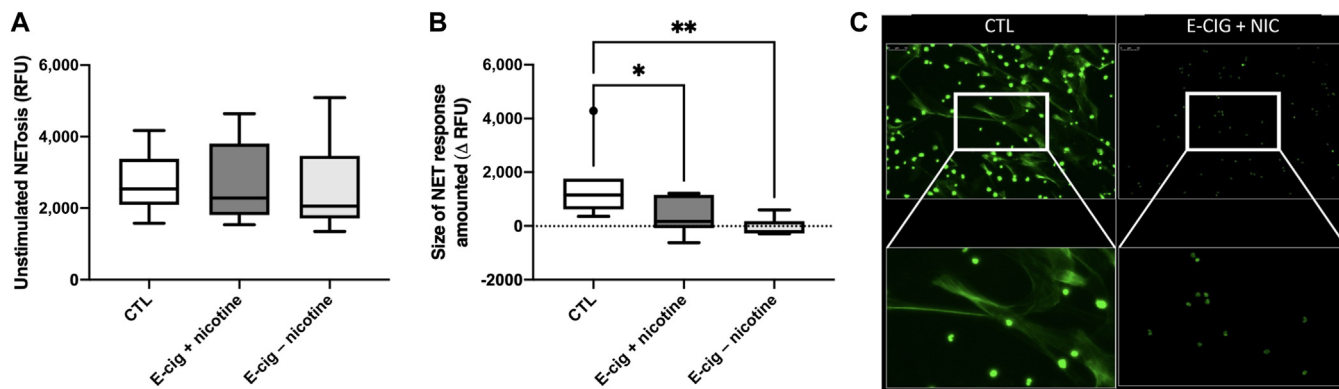 A
Unstimulated NETosis (RFU)
6,000
4,000
2,000
0
CTL
E-cig + nicotine
E-cig – nicotine
B
Size of NET response
amounted (Δ RFU)
6,000
4,000
2,000
0
-2000
**
*
CTL
E-cig + nicotine
E-cig – nicotine
C
CTL
E-CIG + NIC